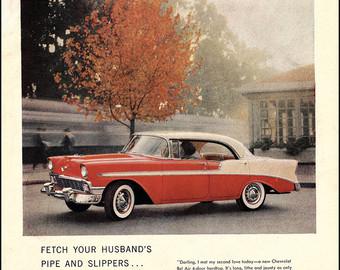 FETCH YOUR HUSBAND'S
PIPE AND SLIPPERS...
"Darling, I met my second love today—a new Chevrolet
Bel Air 4-door hardtop. It's long, lithe and jaunty as only